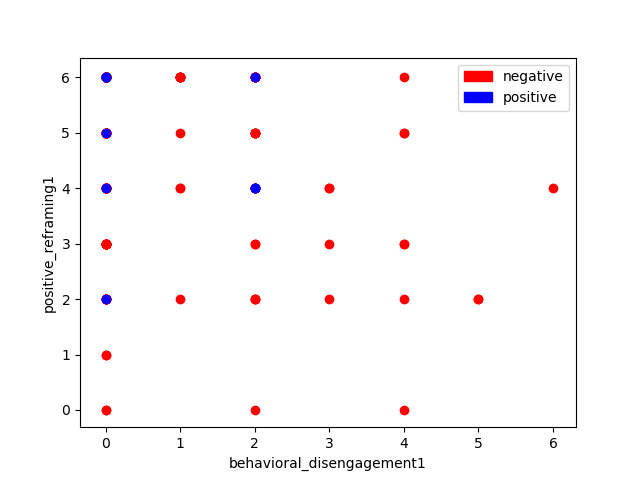 negative
positive
6
5
4
3
2
1
0
positive_reframing1
0 1 2 3 4 5 6
behavioral_disengagement1